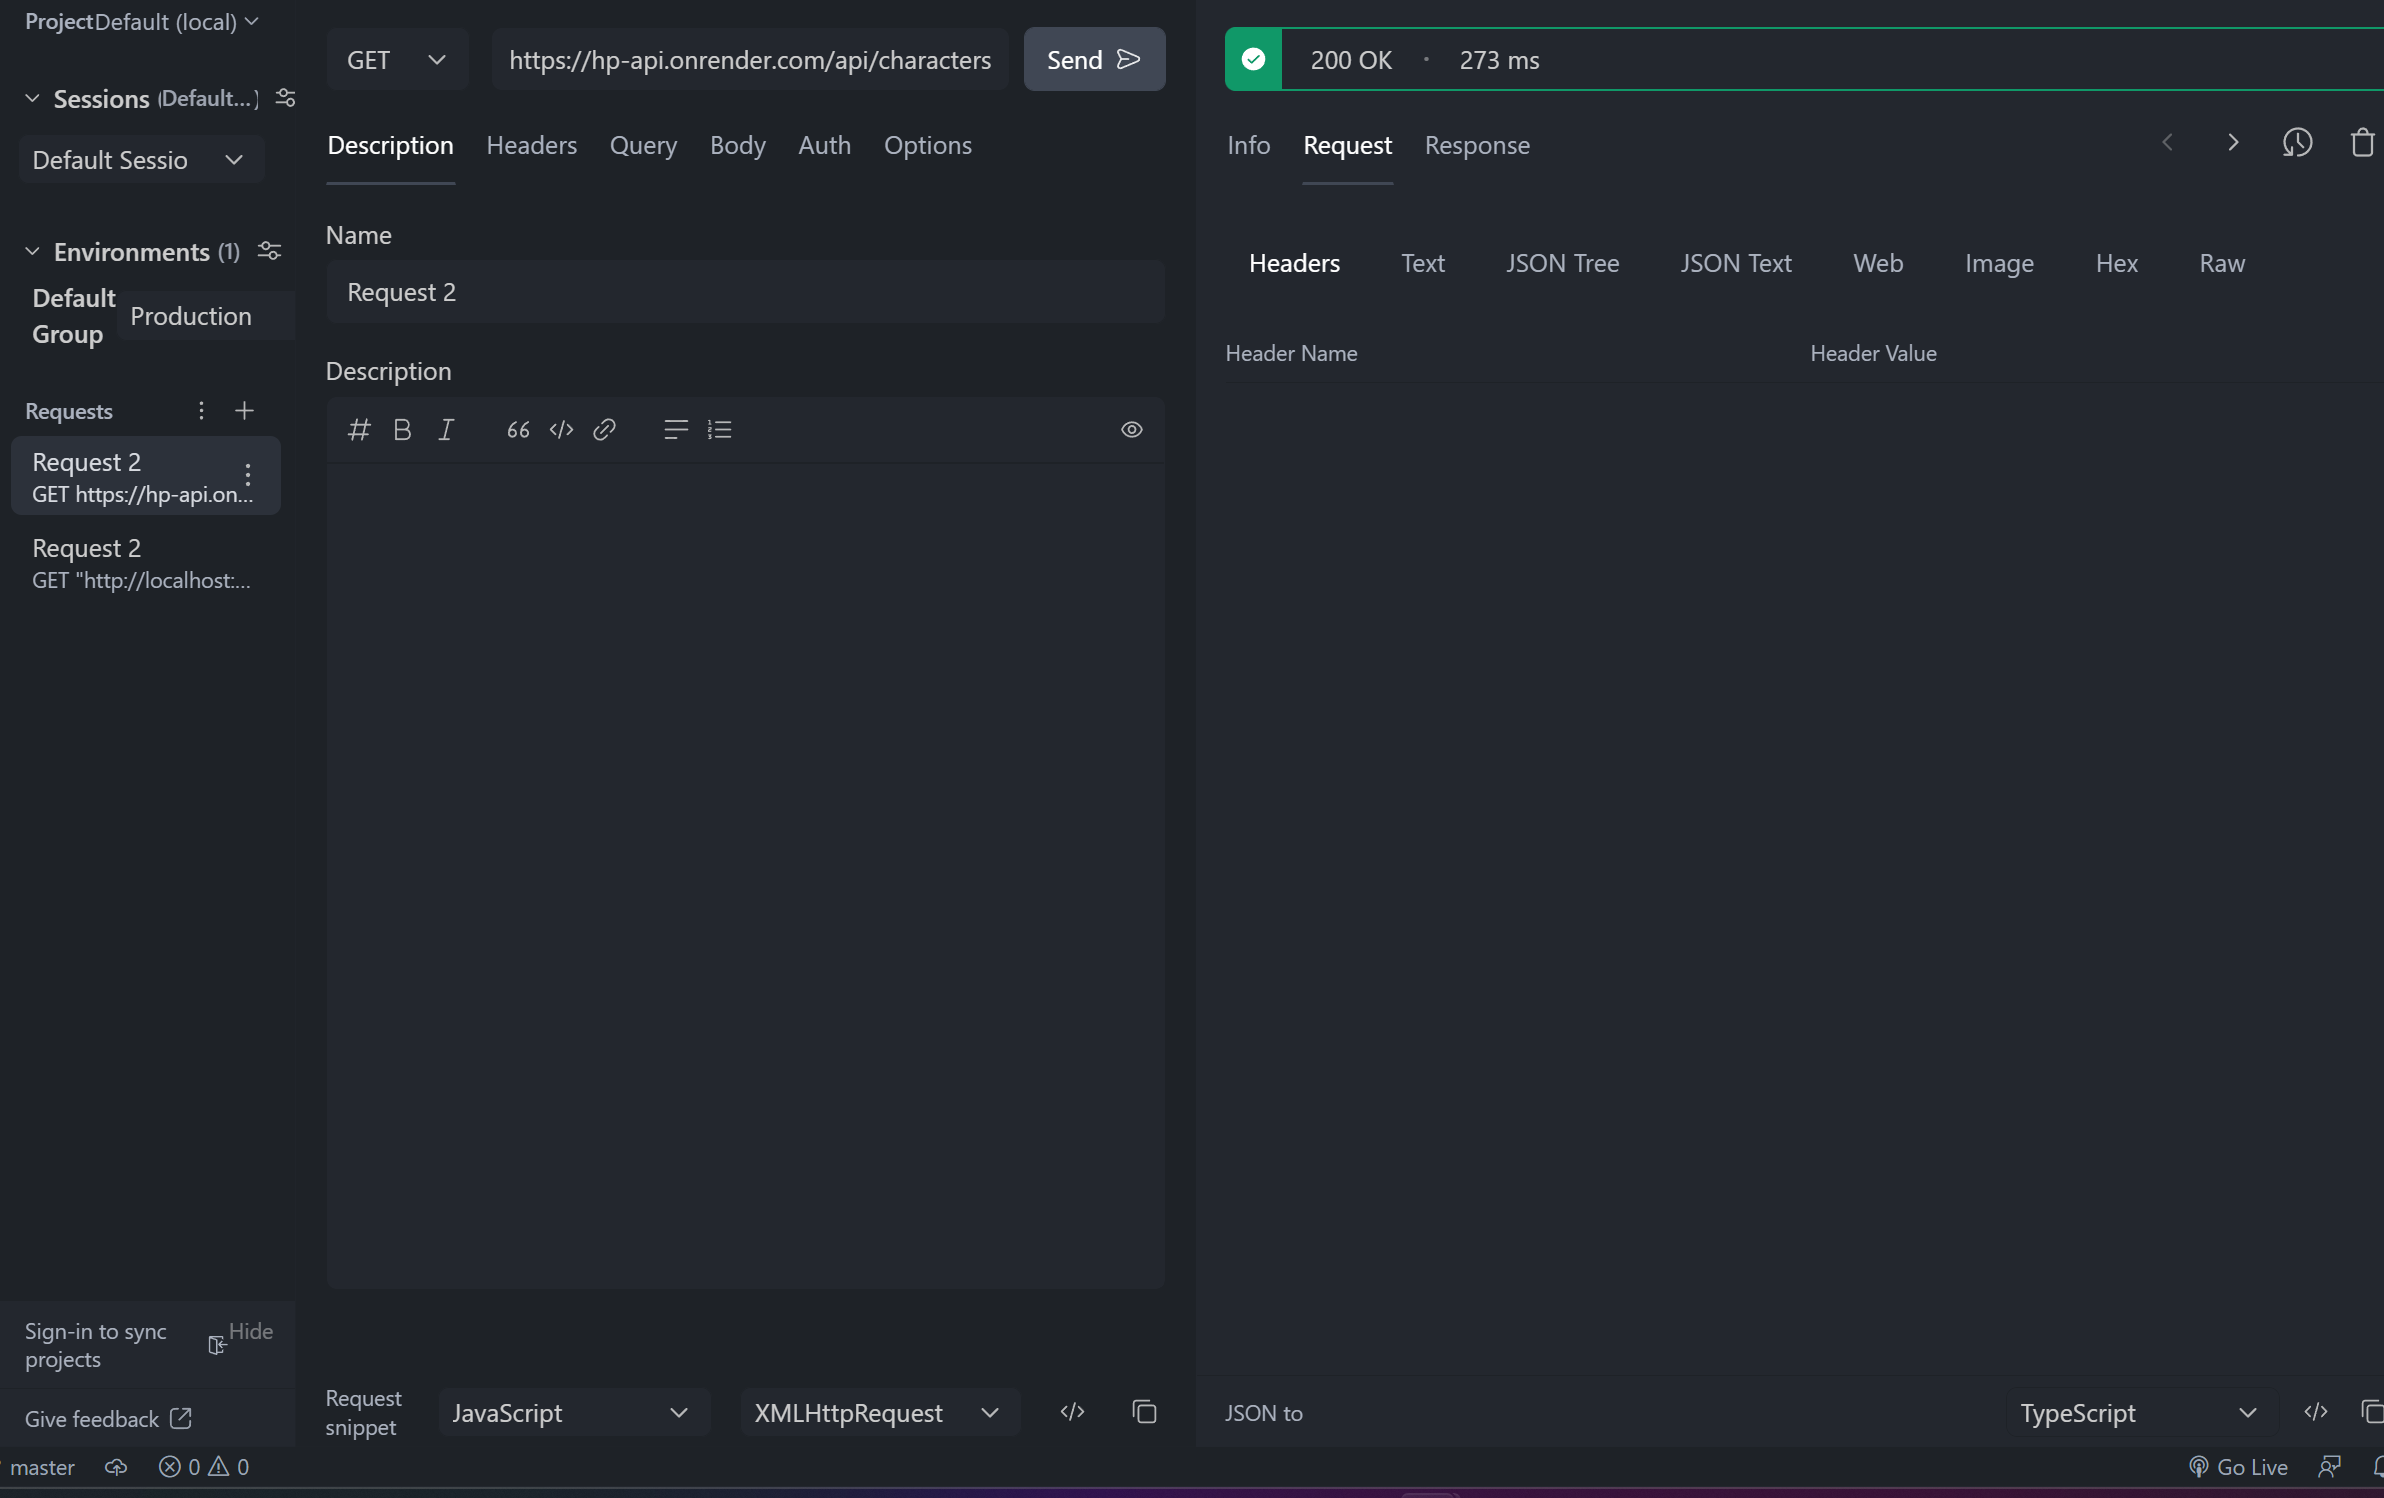 Project Default (local)
Sessions (Default...)
Default Sessio
Environments (1)
Default
Group
Production
Requests
Request 2
GET https://hp-api.on...
Request 2
GET "http://localhost:...
Sign-in to sync
projects
Hide
Give feedback
GET
https://hp-api.onrender.com/api/characters
Send
Description Headers Query Body Auth Options
Name
Request 2
Description
Request
snippet
JavaScript
XMLHttpRequest
200 OK · 273 ms
Info Request Response
Headers Text JSON Tree JSON Text Web Image Hex Raw
Header Name Header Value
JSON to
TypeScript
master 0 0
Go Live